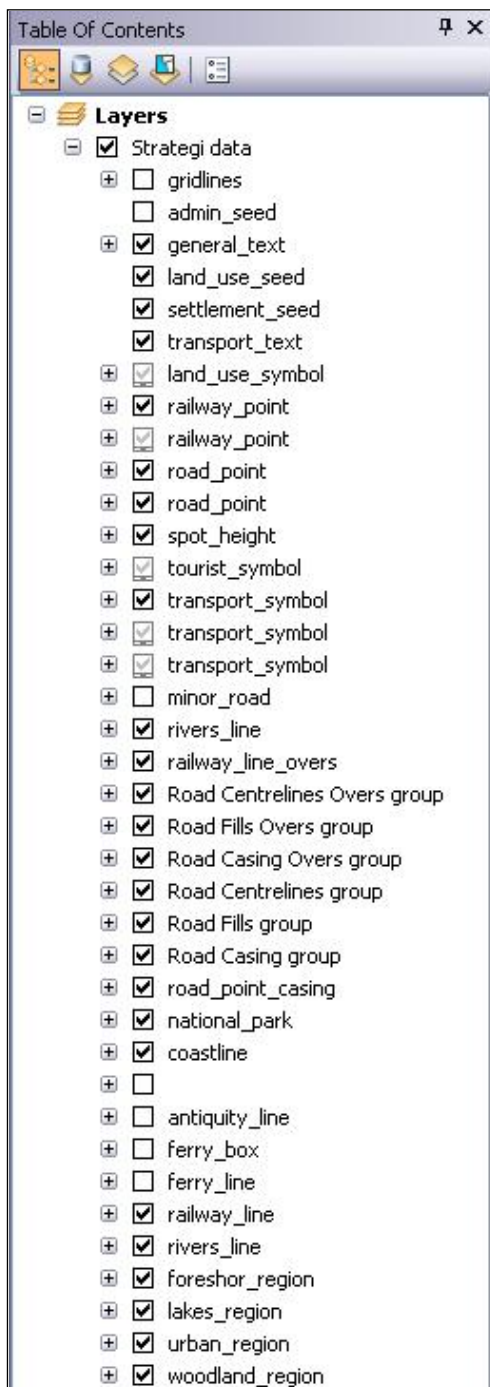 Table Of Contents
Layers
Strategi data
gridlines
admin_seed
general_text
land_use_seed
settlement_seed
transport_text
land_use_symbol
railway_point
railway_point
road_point
road_point
spot_height
tourist_symbol
transport_symbol
transport_symbol
transport_symbol
minor_road
rivers_line
railway_line_overs
Road Centrelines Overs group
Road Fills Overs group
Road Casing Overs group
Road Centrelines group
Road Fills group
Road Casing group
road_point_casing
national_park
coastline
antiquity_line
ferry_box
ferry_line
railway_line
rivers_line
foreshor_region
lakes_region
urban_region
woodland_region